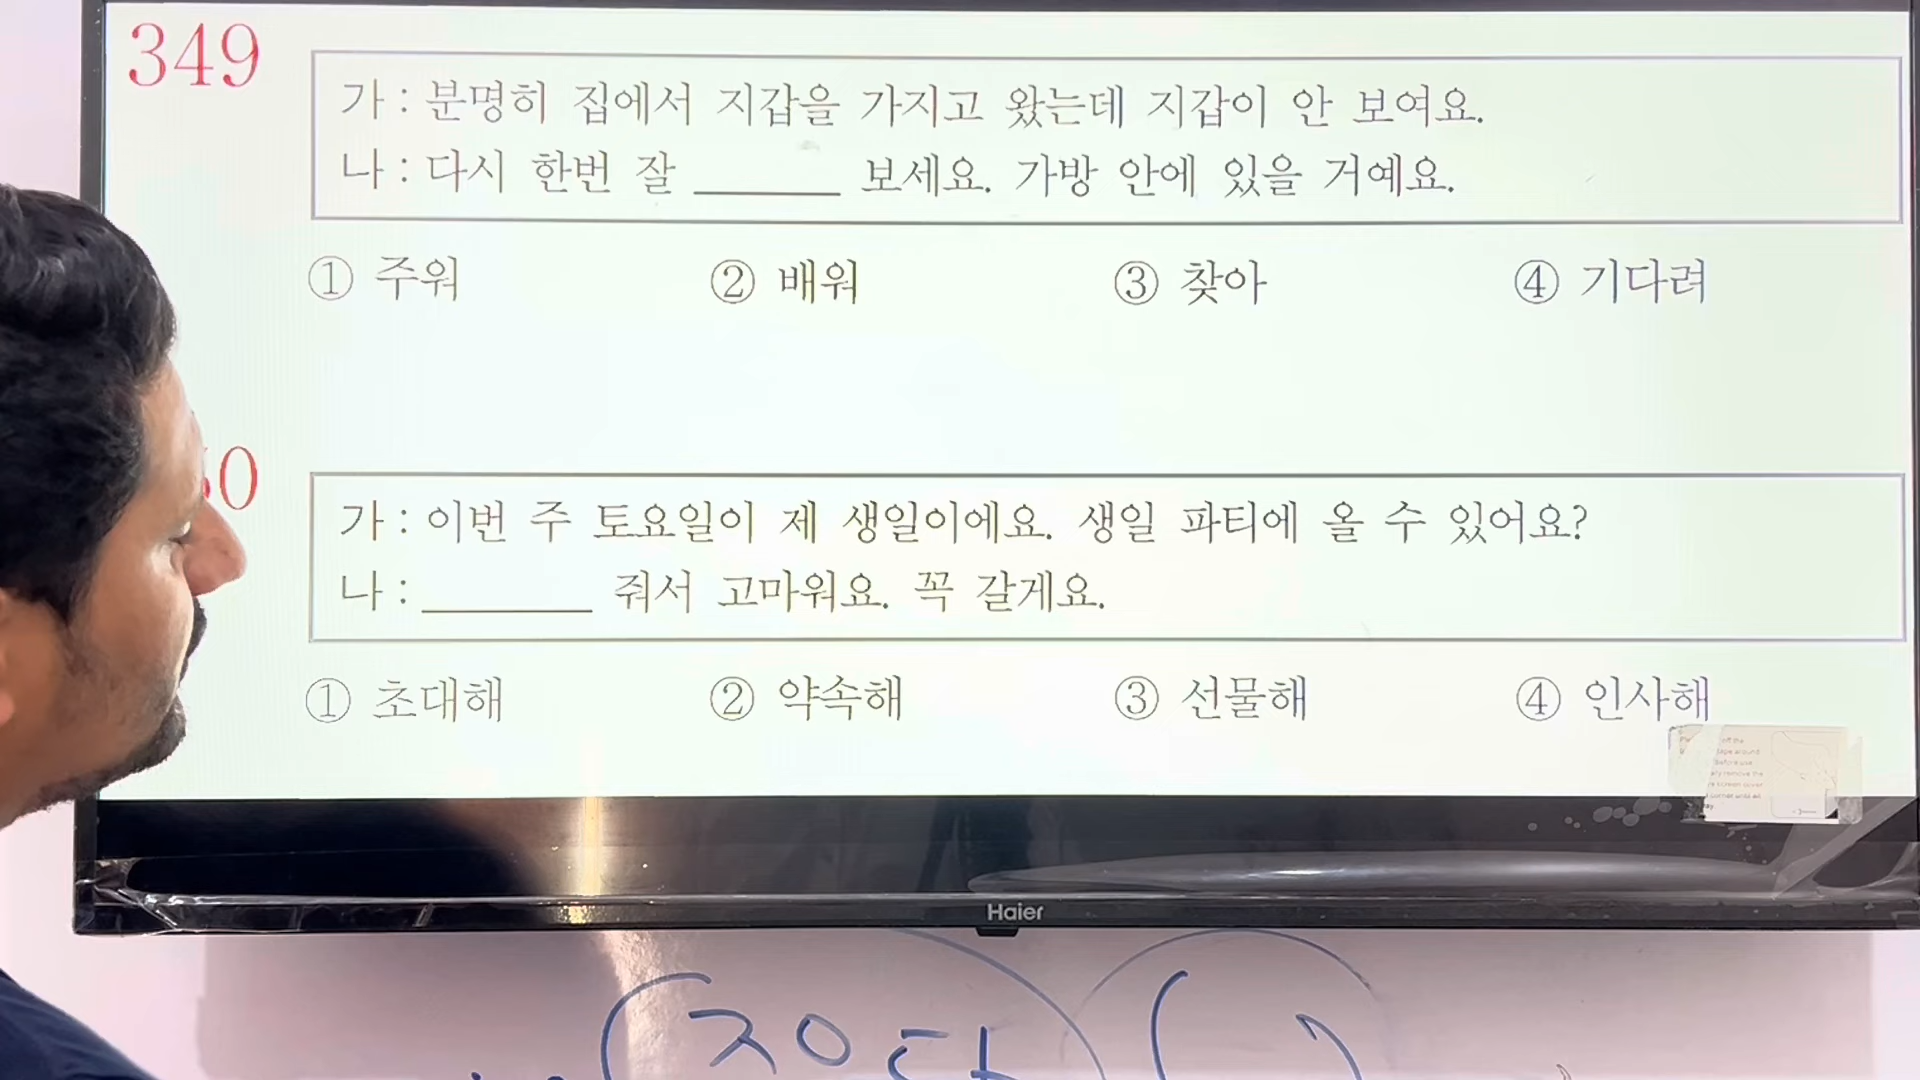 349
가 : 분명히 집에서 지갑을 가지고 왔는데 지갑이 안 보여요.
나 : 다시 한번 잘 ______ 보세요. 가방 안에 있을 거예요.
① 주워 ② 배워 ③ 찾아 ④ 기다려
0
가 : 이번 주 토요일이 제 생일이에요. 생일 파티에 올 수 있어요?
나 : ______ 줘서 고마워요. 꼭 갈게요.
① 초대해 ② 약속해 ③ 선물해 ④ 인사해
Haier